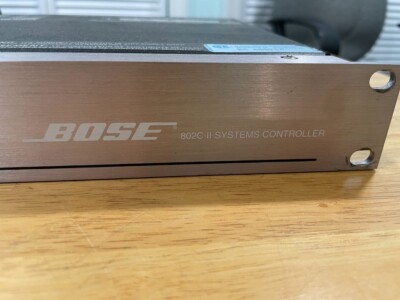 BOSE 802C II SYSTEMS CONTROLLER